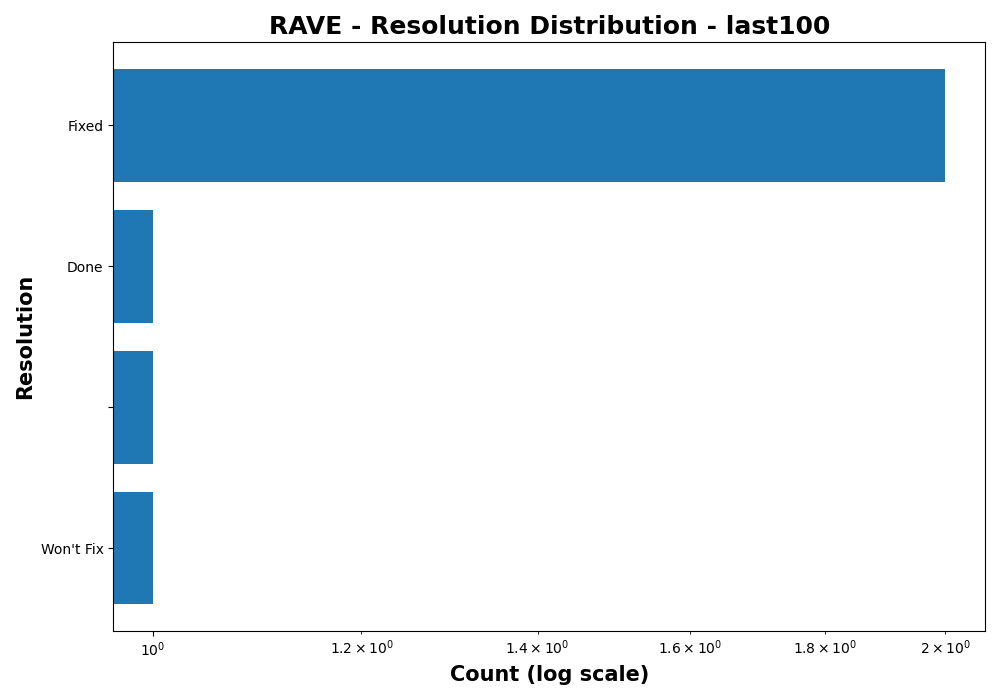 RAVE - Resolution Distribution - last100
Resolution
Fixed
Done
Won't Fix
10⁰
1.2 × 10⁰
1.4 × 10⁰
1.6 × 10⁰
1.8 × 10⁰
2 × 10⁰
Count (log scale)